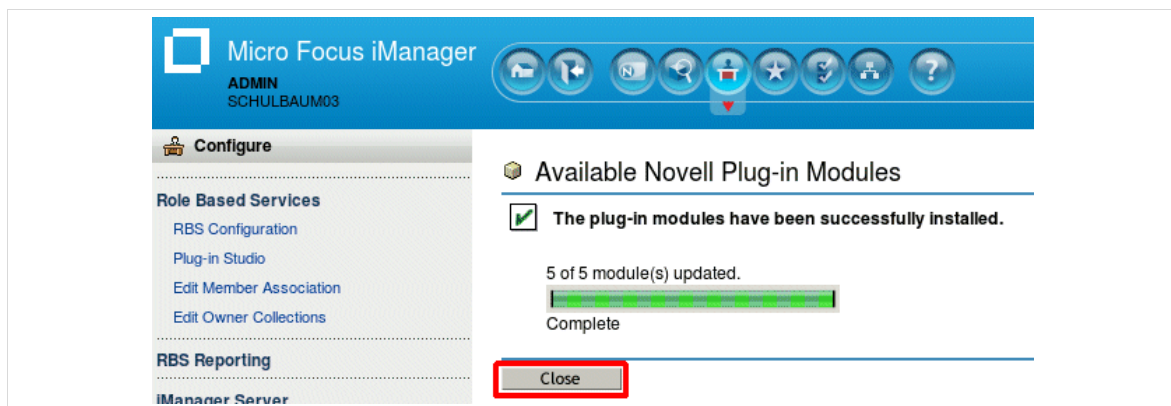 Micro Focus iManager
ADMIN
SCHULBAUM03
N
?
Configure
Role Based Services
RBS Configuration
Plug-in Studio
Edit Member Association
Edit Owner Collections
RBS Reporting
iManager Server
Available Novell Plug-in Modules
The plug-in modules have been successfully installed.
5 of 5 module(s) updated.
Complete
Close